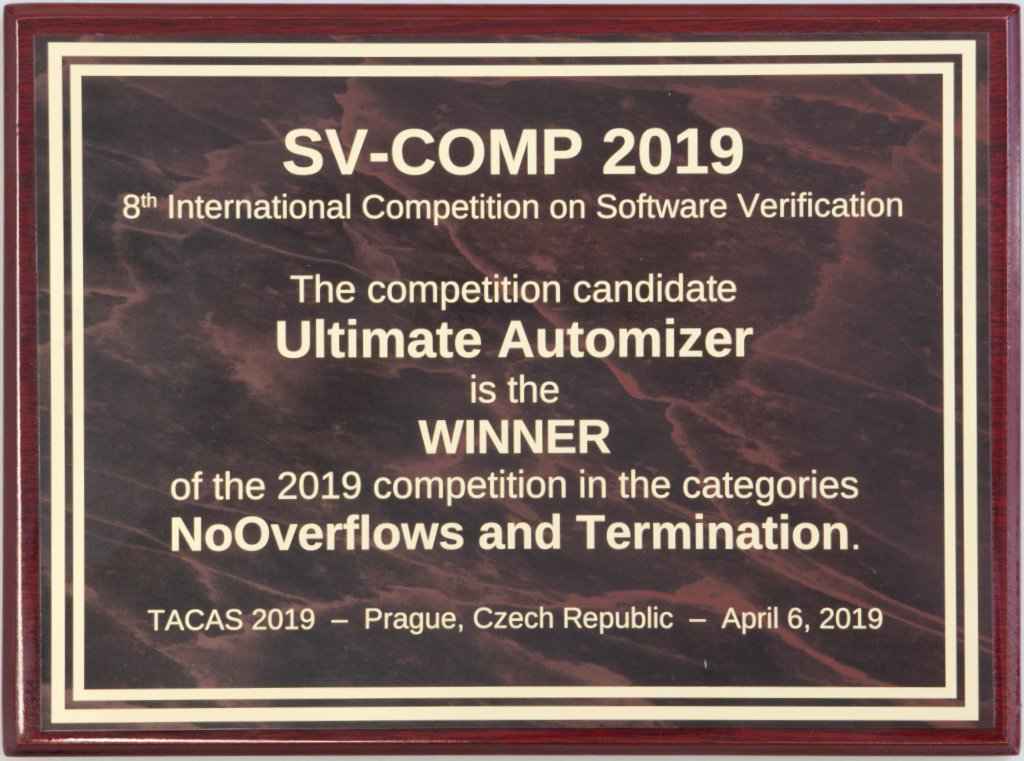 SV-COMP 2019
8th International Competition on Software Verification
The competition candidate
Ultimate Automizer
is the
WINNER
of the 2019 competition in the categories
NoOverflows and Termination.
TACAS 2019 – Prague, Czech Republic – April 6, 2019